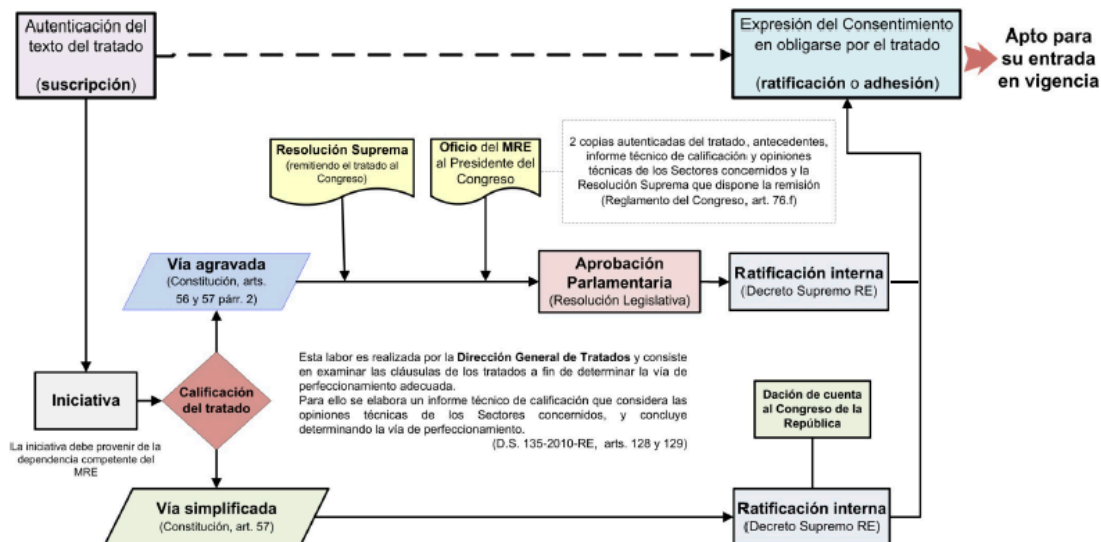 Autenticación del
texto del tratado
(suscripción)
Expresión del Consentimiento
en obligarse por el tratado
(ratificación o adhesión)
Apto para
su entrada
en vigencia
Resolución Suprema
(remitiendo el tratado al
Congreso)
Oficio del MRE
al Presidente del
Congreso
2 copias autenticadas del tratado, antecedentes,
informe técnico de calificación y opiniones
técnicas de los Sectores concernidos y la
Resolución Suprema que dispone la remisión
(Reglamento del Congreso, art. 76.f)
Vía agravada
(Constitución, arts.
56 y 57 párr. 2)
Aprobación
Parlamentaria
(Resolución Legislativa)
Ratificación interna
(Decreto Supremo RE)
Iniciativa
Calificación
del tratado
La iniciativa debe provenir de la
dependencia competente del
MRE
Esta labor es realizada por la Dirección General de Tratados y consiste
en examinar las cláusulas de los tratados a fin de determinar la vía de
perfeccionamiento adecuada.
Para ello se elabora un informe técnico de calificación que considera las
opiniones técnicas de los Sectores concernidos, y concluye
determinando la vía de perfeccionamiento.
(D.S. 135-2010-RE, arts. 128 y 129)
Dación de cuenta
al Congreso de la
República
Vía simplificada
(Constitución, art. 57)
Ratificación interna
(Decreto Supremo RE)